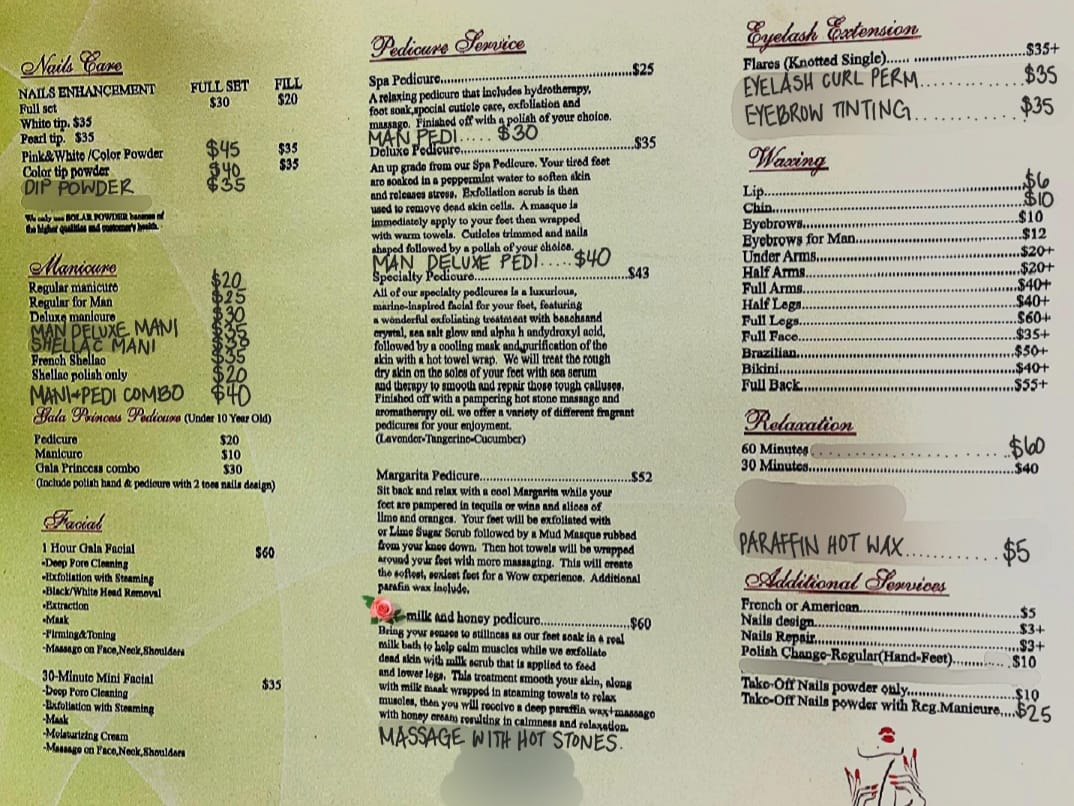 Nails Care
NAILS ENHANCEMENT FULL SET FILL
Full set $30 $20
White tip. $35
Pearl tip. $35
Pink&White /Color Powder $45 $35
Color tip powder $40 $35
DIP POWDER $35
We only use SOLAR POWDER because of
the higher qualities and customer's health.
Manicure
Regular manicure $20
Regular for Man $25
Deluxe manicure $30
MAN DELUXE MANI $35
SHELLAC MANI $35
French Shellac $35
Shellac polish only $20
MANI+PEDI COMBO $40
Gala Princess Pedicure (Under 10 Year Old)
Pedicure $20
Manicure $10
Gala Princess combo $30
(Include polish hand & pedicure with 2 toes nails design)
Facial
1 Hour Gala Facial $60
-Deep Pore Cleaning
-Exfoliation with Steaming
-Black/White Head Removal
-Extraction
-Mask
-Firming&Toning
-Massage on Face,Neck,Shoulders
30-Minute Mini Facial $35
-Deep Pore Cleaning
-Exfoliation with Steaming
-Mask
-Moisturizing Cream
-Massage on Face,Neck,Shoulders
Pedicure Service
Spa Pedicure..............................$25
A relaxing pedicure that includes hydrotherapy,
foot soak,special cuticle care, exfoliation and
massage. Finished off with a polish of your choice.
MAN PEDI..... $30
Deluxe Pedicure..............................$35
An up grade from our Spa Pedicure. Your tired feet
are soaked in a peppermint water to soften skin
and releases stress. Exfoliation scrub is then
used to remove dead skin cells. A masque is
immediately apply to your feet then wrapped
with warm towels. Cuticles trimmed and nails
shaped followed by a polish of your choice.
MAN DELUXE PEDI.....$40
Specialty Pedicure..............................$43
All of our specialty pedicures is a luxurious,
marine-inspired facial for your feet, featuring
a wonderful exfoliating treatment with beachsand
crystal, sea salt glow and alpha h andydroxyl acid,
followed by a cooling mask and,purification of the
skin with a hot towel wrap. We will treat the rough
dry skin on the soles of your feet with sea serum
and therapy to smooth and repair those tough calluses.
Finished off with a pampering hot stone massage and
aromatherapy oil. we offer a variety of different fragrant
pedicures for your enjoyment.
(Lavender-Tangerine-Cucumber)
Margarita Pedicure..............................$52
Sit back and relax with a cool Margarita while your
feet are pampered in tequila or wine and slices of
lime and oranges. Your feet will be exfoliated with
or Lime Sugar Scrub followed by a Mud Masque rubbed
from your knee down. Then hot towels will be wrapped
around your feet with more massaging. This will create
the softest, sexiest feet for a Wow experience. Additional
parafin wax include.
milk and honey pedicure....................$60
Bring your senses to stillness as our feet soak in a real
milk bath to help calm muscles while we exfoliate
dead skin with milk scrub that is applied to feed
and lower legs. This treatment smooth your skin, along
with milk mask wrapped in steaming towels to relax
muscles, then you will receive a deep paraffin wax+massage
with honey cream resulting in calmness and relaxation.
MASSAGE WITH HOT STONES.
Eyelash Extension
Flares (Knotted Single)..... ....................$35+
EYELASH CURL PERM............$35
EYEBROW TINTING............$35
Waxing
Lip..............................$6
Chin..............................$10
Eyebrows..............................$10
Eyebrows for Man..............................$12
Under Arms..............................$20+
Half Arms..............................$20+
Full Arms..............................$40+
Half Legs..............................$40+
Full Legs..............................$60+
Full Face..............................$35+
Brazilian..............................$50+
Bikini..............................$40+
Full Back..............................$55+
Relaxation
60 Minutes....................$60
30 Minutes..............................$40
PARAFFIN HOT WAX............$5
Additional Services
French or American..............................$5
Nails design..............................$3+
Nails Repair..............................$3+
Polish Change-Regular(Hand-Feet)............$10
Take-Off Nails powder only....................$10
Take-Off Nails powder with Reg.Manicure....$25